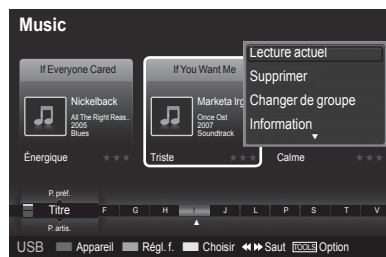 Music
If Everyone Cared
If You Want Me
Nickelback
All The Right Reas..
2005
Blues
Marketa Irg
Once Ost
2007
Soundtrack
Énergique
Triste
Calme
Lecture actuel
Supprimer
Changer de groupe
Information
P. préf.
Titre F G H I J L P S T V
P. artis.
USB Appareil Régl. f. Choisir Saut TOOLS Option